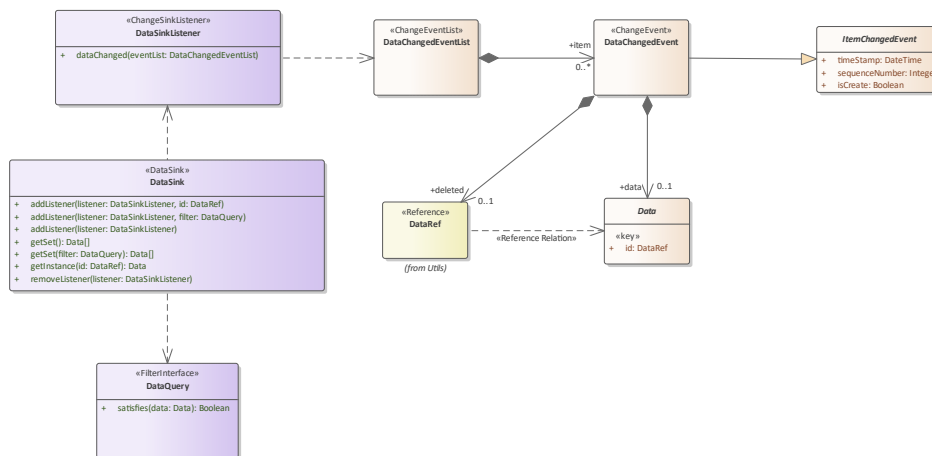 «ChangeSinkListener»
DataSinkListener
+ dataChanged(eventList: DataChangedEventList)
«ChangeEventList»
DataChangedEventList
+item
0..*
«ChangeEvent»
DataChangedEvent
ItemChangedEvent
+ timeStamp: DateTime
+ sequenceNumber: Intege
+ isCreate: Boolean
«DataSink»
DataSink
+ addListener(listener: DataSinkListener, id: DataRef)
+ addListener(listener: DataSinkListener, filter: DataQuery)
+ addListener(listener: DataSinkListener)
+ getSet(): Data[]
+ getSet(filter: DataQuery): Data[]
+ getInstance(id: DataRef): Data
+ removeListener(listener: DataSinkListener)
+deleted
0..1
+data
0..1
«Reference»
DataRef
(from Utils)
«Reference Relation»
Data
«key»
+ id: DataRef
«FilterInterface»
DataQuery
+ satisfies(data: Data): Boolean